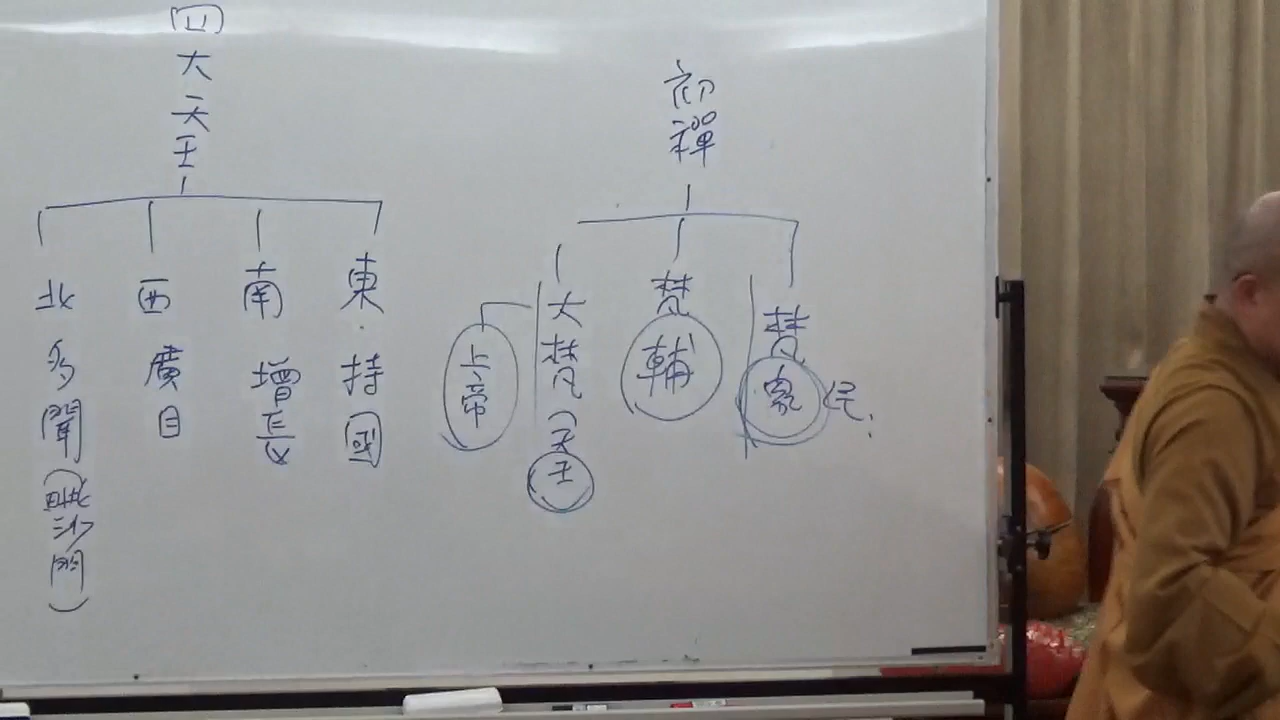 四大天王
東 持國
南 增長
西 廣目
北 多聞(毗沙門)
初禪
梵眾 民
梵輔
大梵(天王
上帝